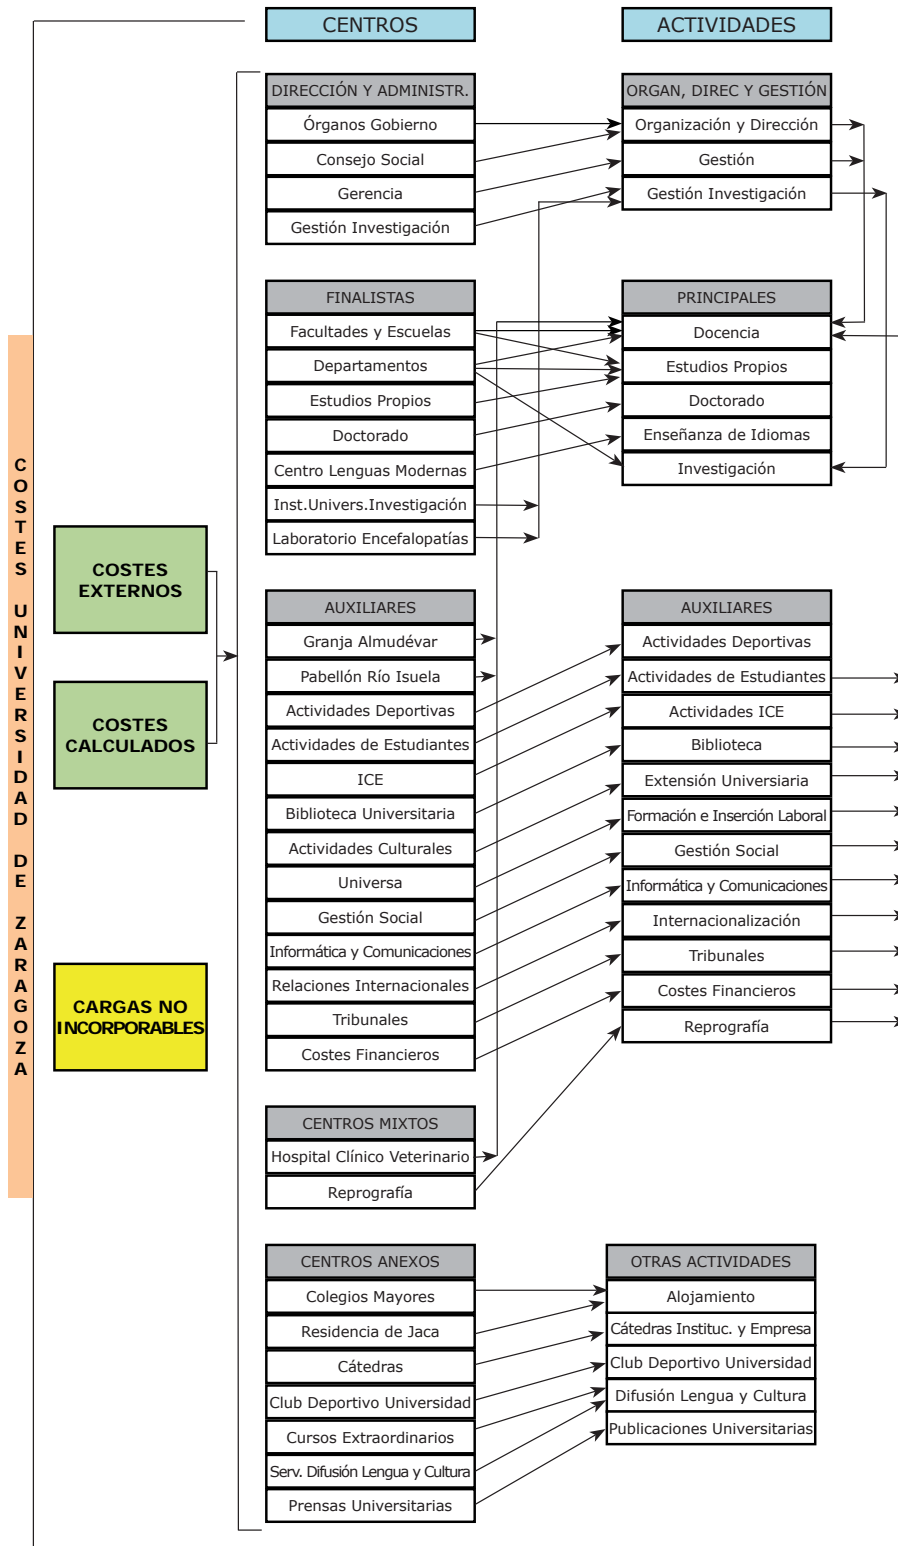 CENTROS
ACTIVIDADES
DIRECCIÓN Y ADMINISTR.
Órganos Gobierno
Consejo Social
Gerencia
Gestión Investigación
ORGAN, DIREC Y GESTIÓN
Organización y Dirección
Gestión
Gestión Investigación
FINALISTAS
Facultades y Escuelas
Departamentos
Estudios Propios
Doctorado
Centro Lenguas Modernas
Inst.Univers.Investigación
Laboratorio Encefalopatías
PRINCIPALES
Docencia
Estudios Propios
Doctorado
Enseñanza de Idiomas
Investigación
COSTES UNIVERSIDAD DE ZARAGOZA
COSTES
EXTERNOS
COSTES
CALCULADOS
CARGAS NO
INCORPORABLES
AUXILIARES
Granja Almudévar
Pabellón Río Isuela
Actividades Deportivas
Actividades de Estudiantes
ICE
Biblioteca Universitaria
Actividades Culturales
Universa
Gestión Social
Informática y Comunicaciones
Relaciones Internacionales
Tribunales
Costes Financieros
AUXILIARES
Actividades Deportivas
Actividades de Estudiantes
Actividades ICE
Biblioteca
Extensión Universiaria
Formación e Inserción Laboral
Gestión Social
Informática y Comunicaciones
Internacionalización
Tribunales
Costes Financieros
Reprografía
CENTROS MIXTOS
Hospital Clínico Veterinario
Reprografía
CENTROS ANEXOS
Colegios Mayores
Residencia de Jaca
Cátedras
Club Deportivo Universidad
Cursos Extraordinarios
Serv. Difusión Lengua y Cultura
Prensas Universitarias
OTRAS ACTIVIDADES
Alojamiento
Cátedras Instituc. y Empresa
Club Deportivo Universidad
Difusión Lengua y Cultura
Publicaciones Universitarias